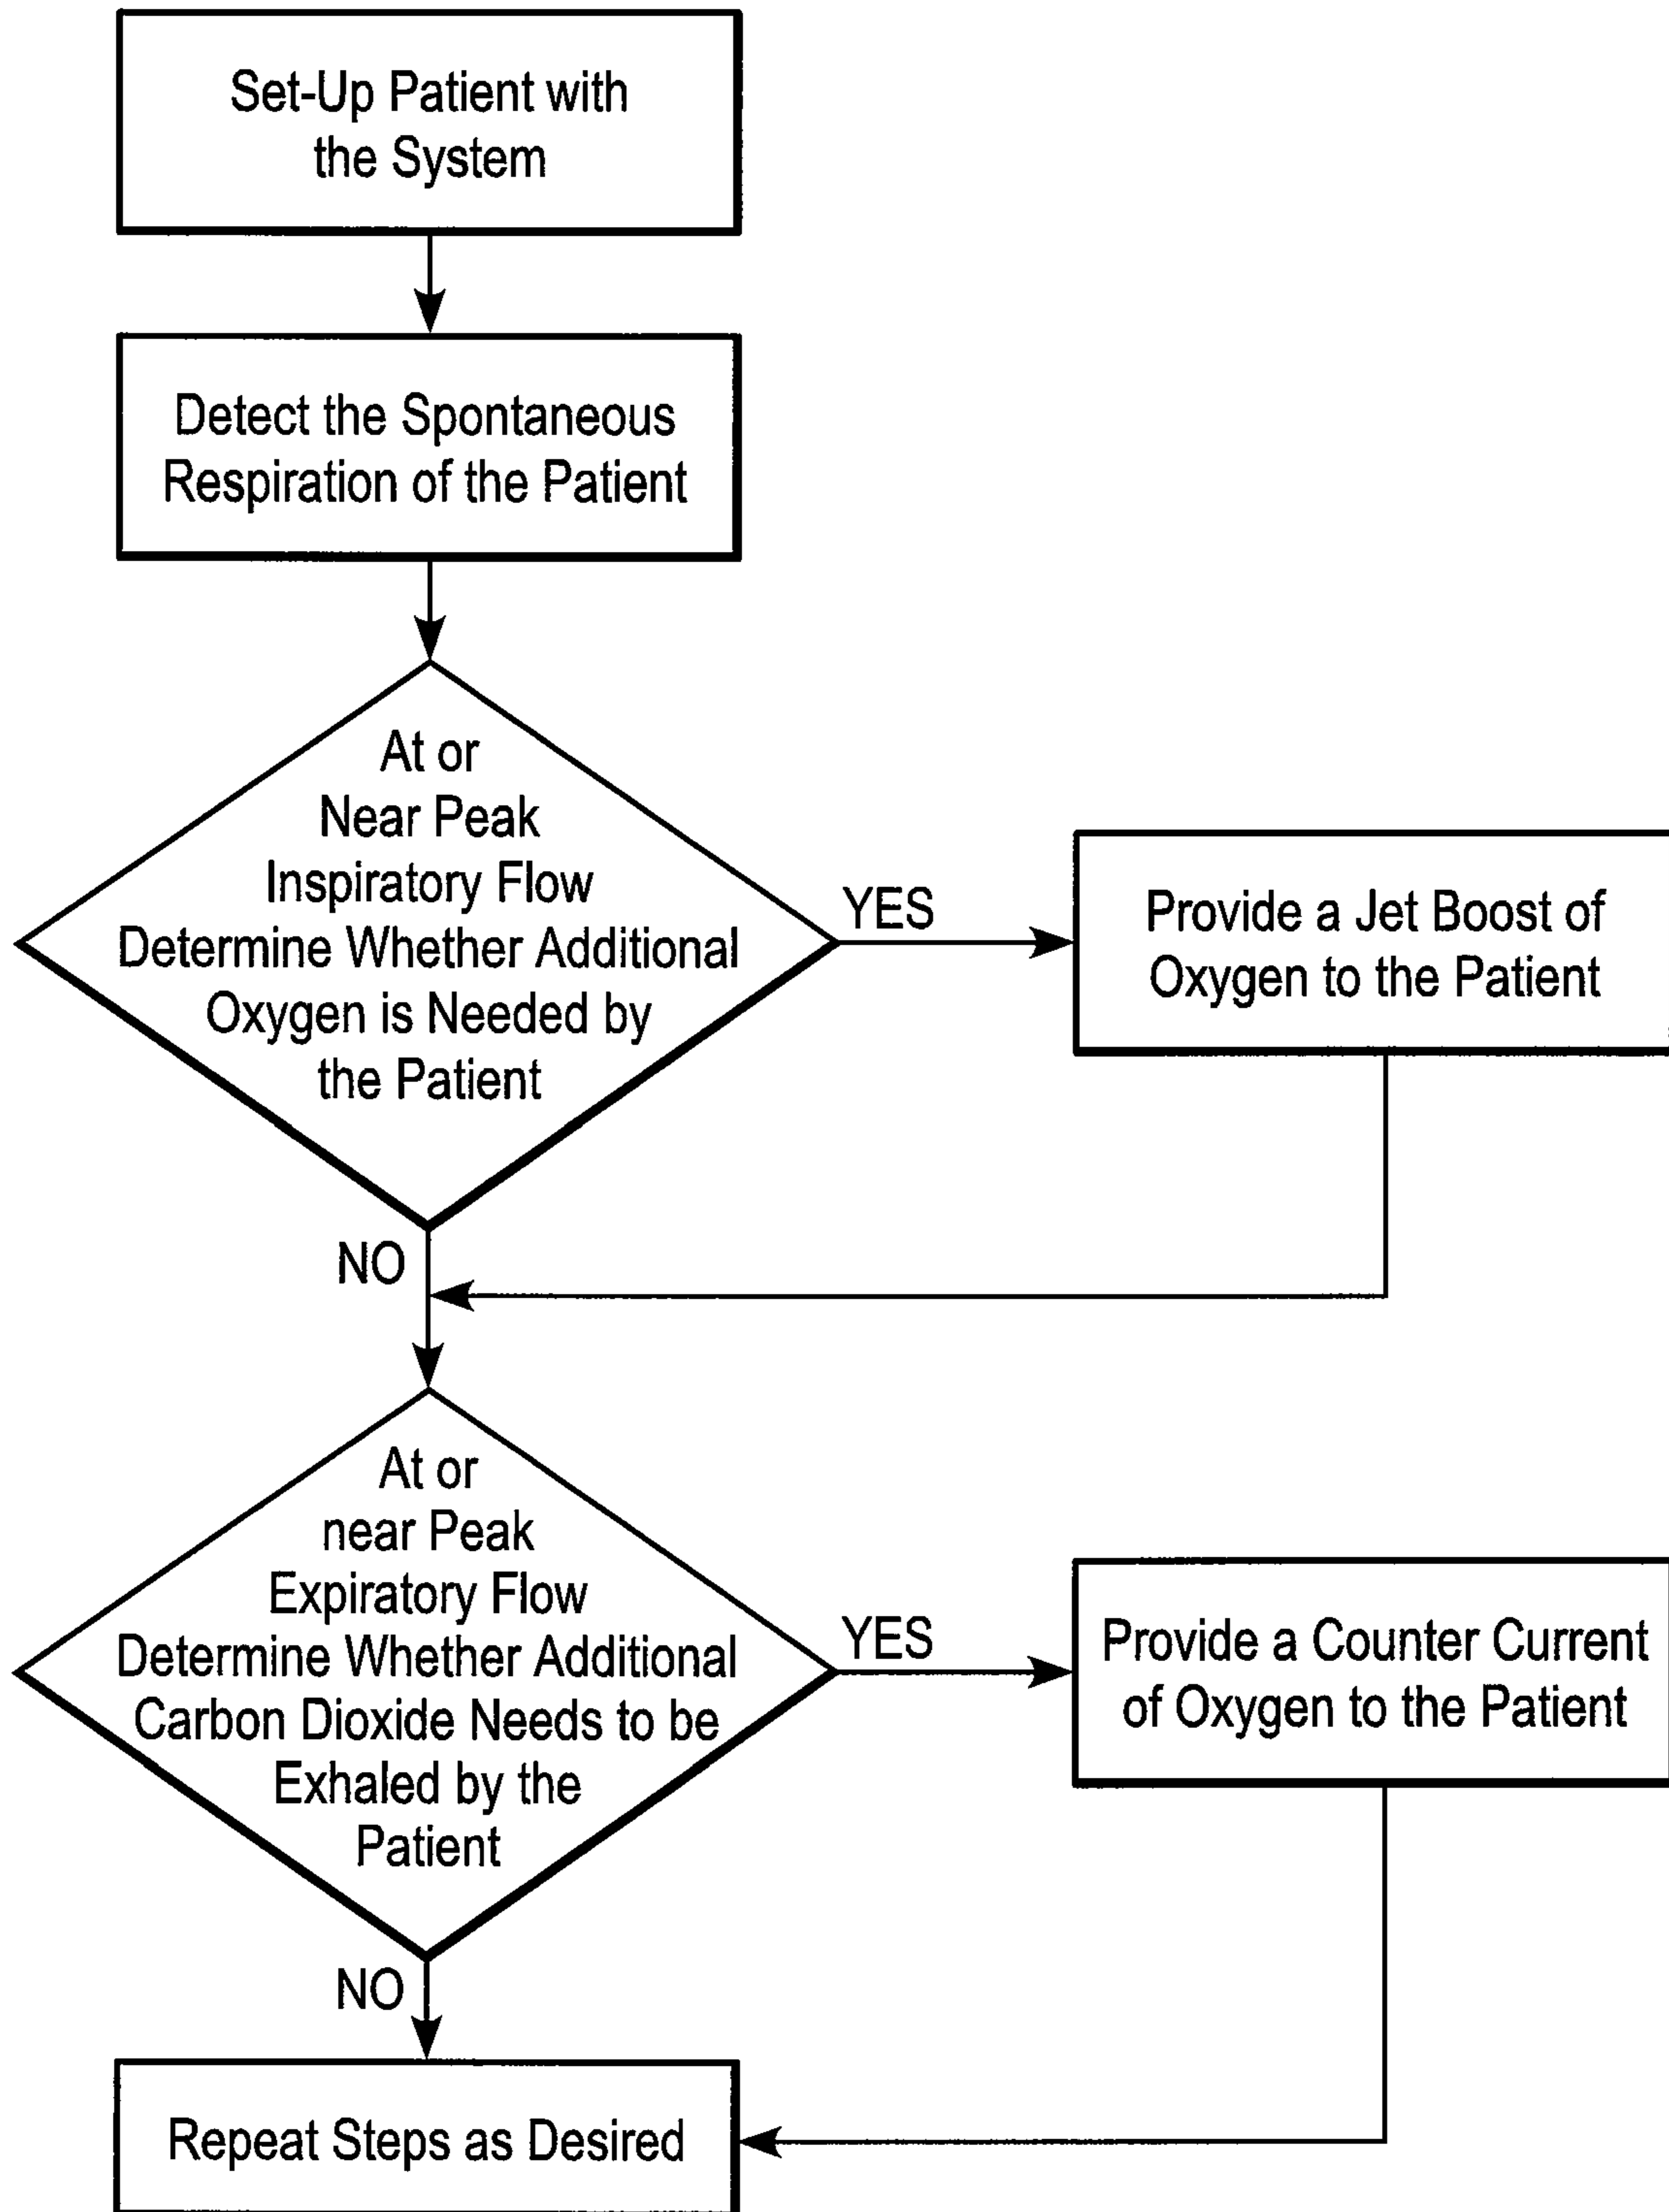 Set-Up Patient with
the System
Detect the Spontaneous
Respiration of the Patient
At or
Near Peak
Inspiratory Flow
Determine Whether Additional
Oxygen is Needed by
the Patient
YES
Provide a Jet Boost of
Oxygen to the Patient
NO
At or
near Peak
Expiratory Flow
Determine Whether Additional
Carbon Dioxide Needs to be
Exhaled by the
Patient
YES
Provide a Counter Current
of Oxygen to the Patient
NO
Repeat Steps as Desired